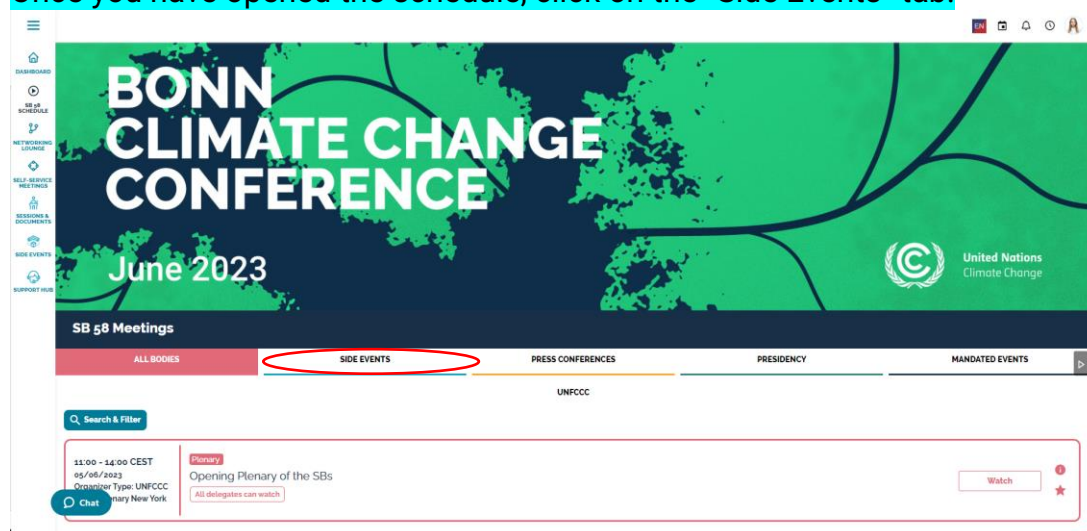 Once you have opened the schedule, click on the "Side Events" tab.
EN
DASHBOARD
SB 58
SCHEDULE
NETWORKING
LOUNGE
SELF-SERVICE
MEETINGS
SESSIONS &
DOCUMENTS
SIDE EVENTS
SUPPORT HUB
BONN
CLIMATE CHANGE
CONFERENCE
June 2023
United Nations
Climate Change
SB 58 Meetings
ALL BODIES SIDE EVENTS PRESS CONFERENCES PRESIDENCY MANDATED EVENTS
UNFCCC
Search & Filter
11:00 - 14:00 CEST
05/06/2023
Organizer Type: UNFCCC
nary New York
Plenary
Opening Plenary of the SBs
All delegates can watch
Watch
Chat